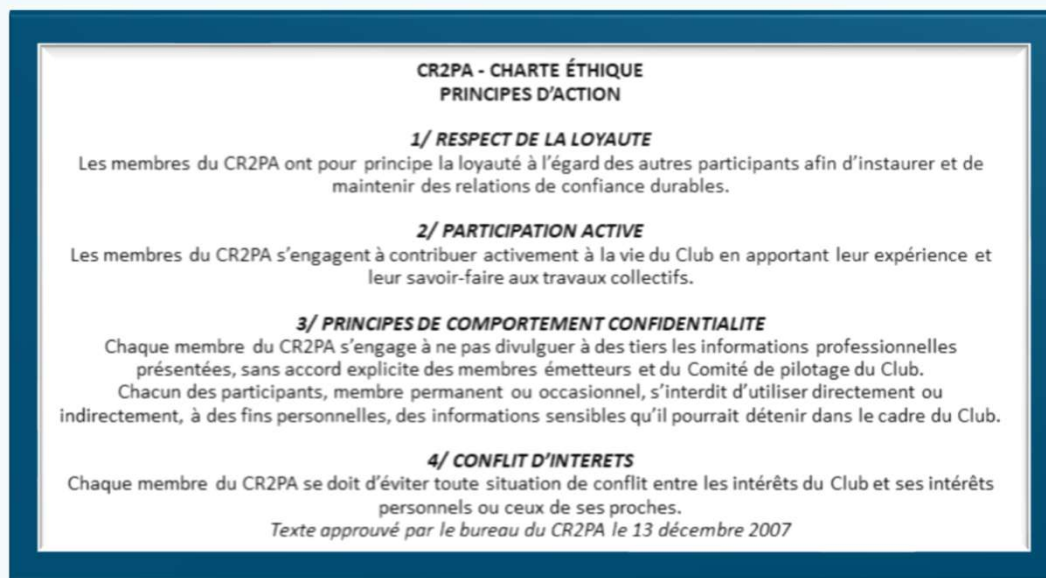 CR2PA - CHARTE ÉTHIQUE
PRINCIPES D'ACTION
1/ RESPECT DE LA LOYAUTE
Les membres du CR2PA ont pour principe la loyauté à l'égard des autres participants afin d'instaurer et de
maintenir des relations de confiance durables.
2/ PARTICIPATION ACTIVE
Les membres du CR2PA s'engagent à contribuer activement à la vie du Club en apportant leur expérience et
leur savoir-faire aux travaux collectifs.
3/ PRINCIPES DE COMPORTEMENT CONFIDENTIALITE
Chaque membre du CR2PA s'engage à ne pas divulguer à des tiers les informations professionnelles
présentées, sans accord explicite des membres émetteurs et du Comité de pilotage du Club.
Chacun des participants, membre permanent ou occasionnel, s'interdit d'utiliser directement ou
indirectement, à des fins personnelles, des informations sensibles qu'il pourrait détenir dans le cadre du Club.
4/ CONFLIT D'INTERETS
Chaque membre du CR2PA se doit d'éviter toute situation de conflit entre les intérêts du Club et ses intérêts
personnels ou ceux de ses proches.
Texte approuvé par le bureau du CR2PA le 13 décembre 2007